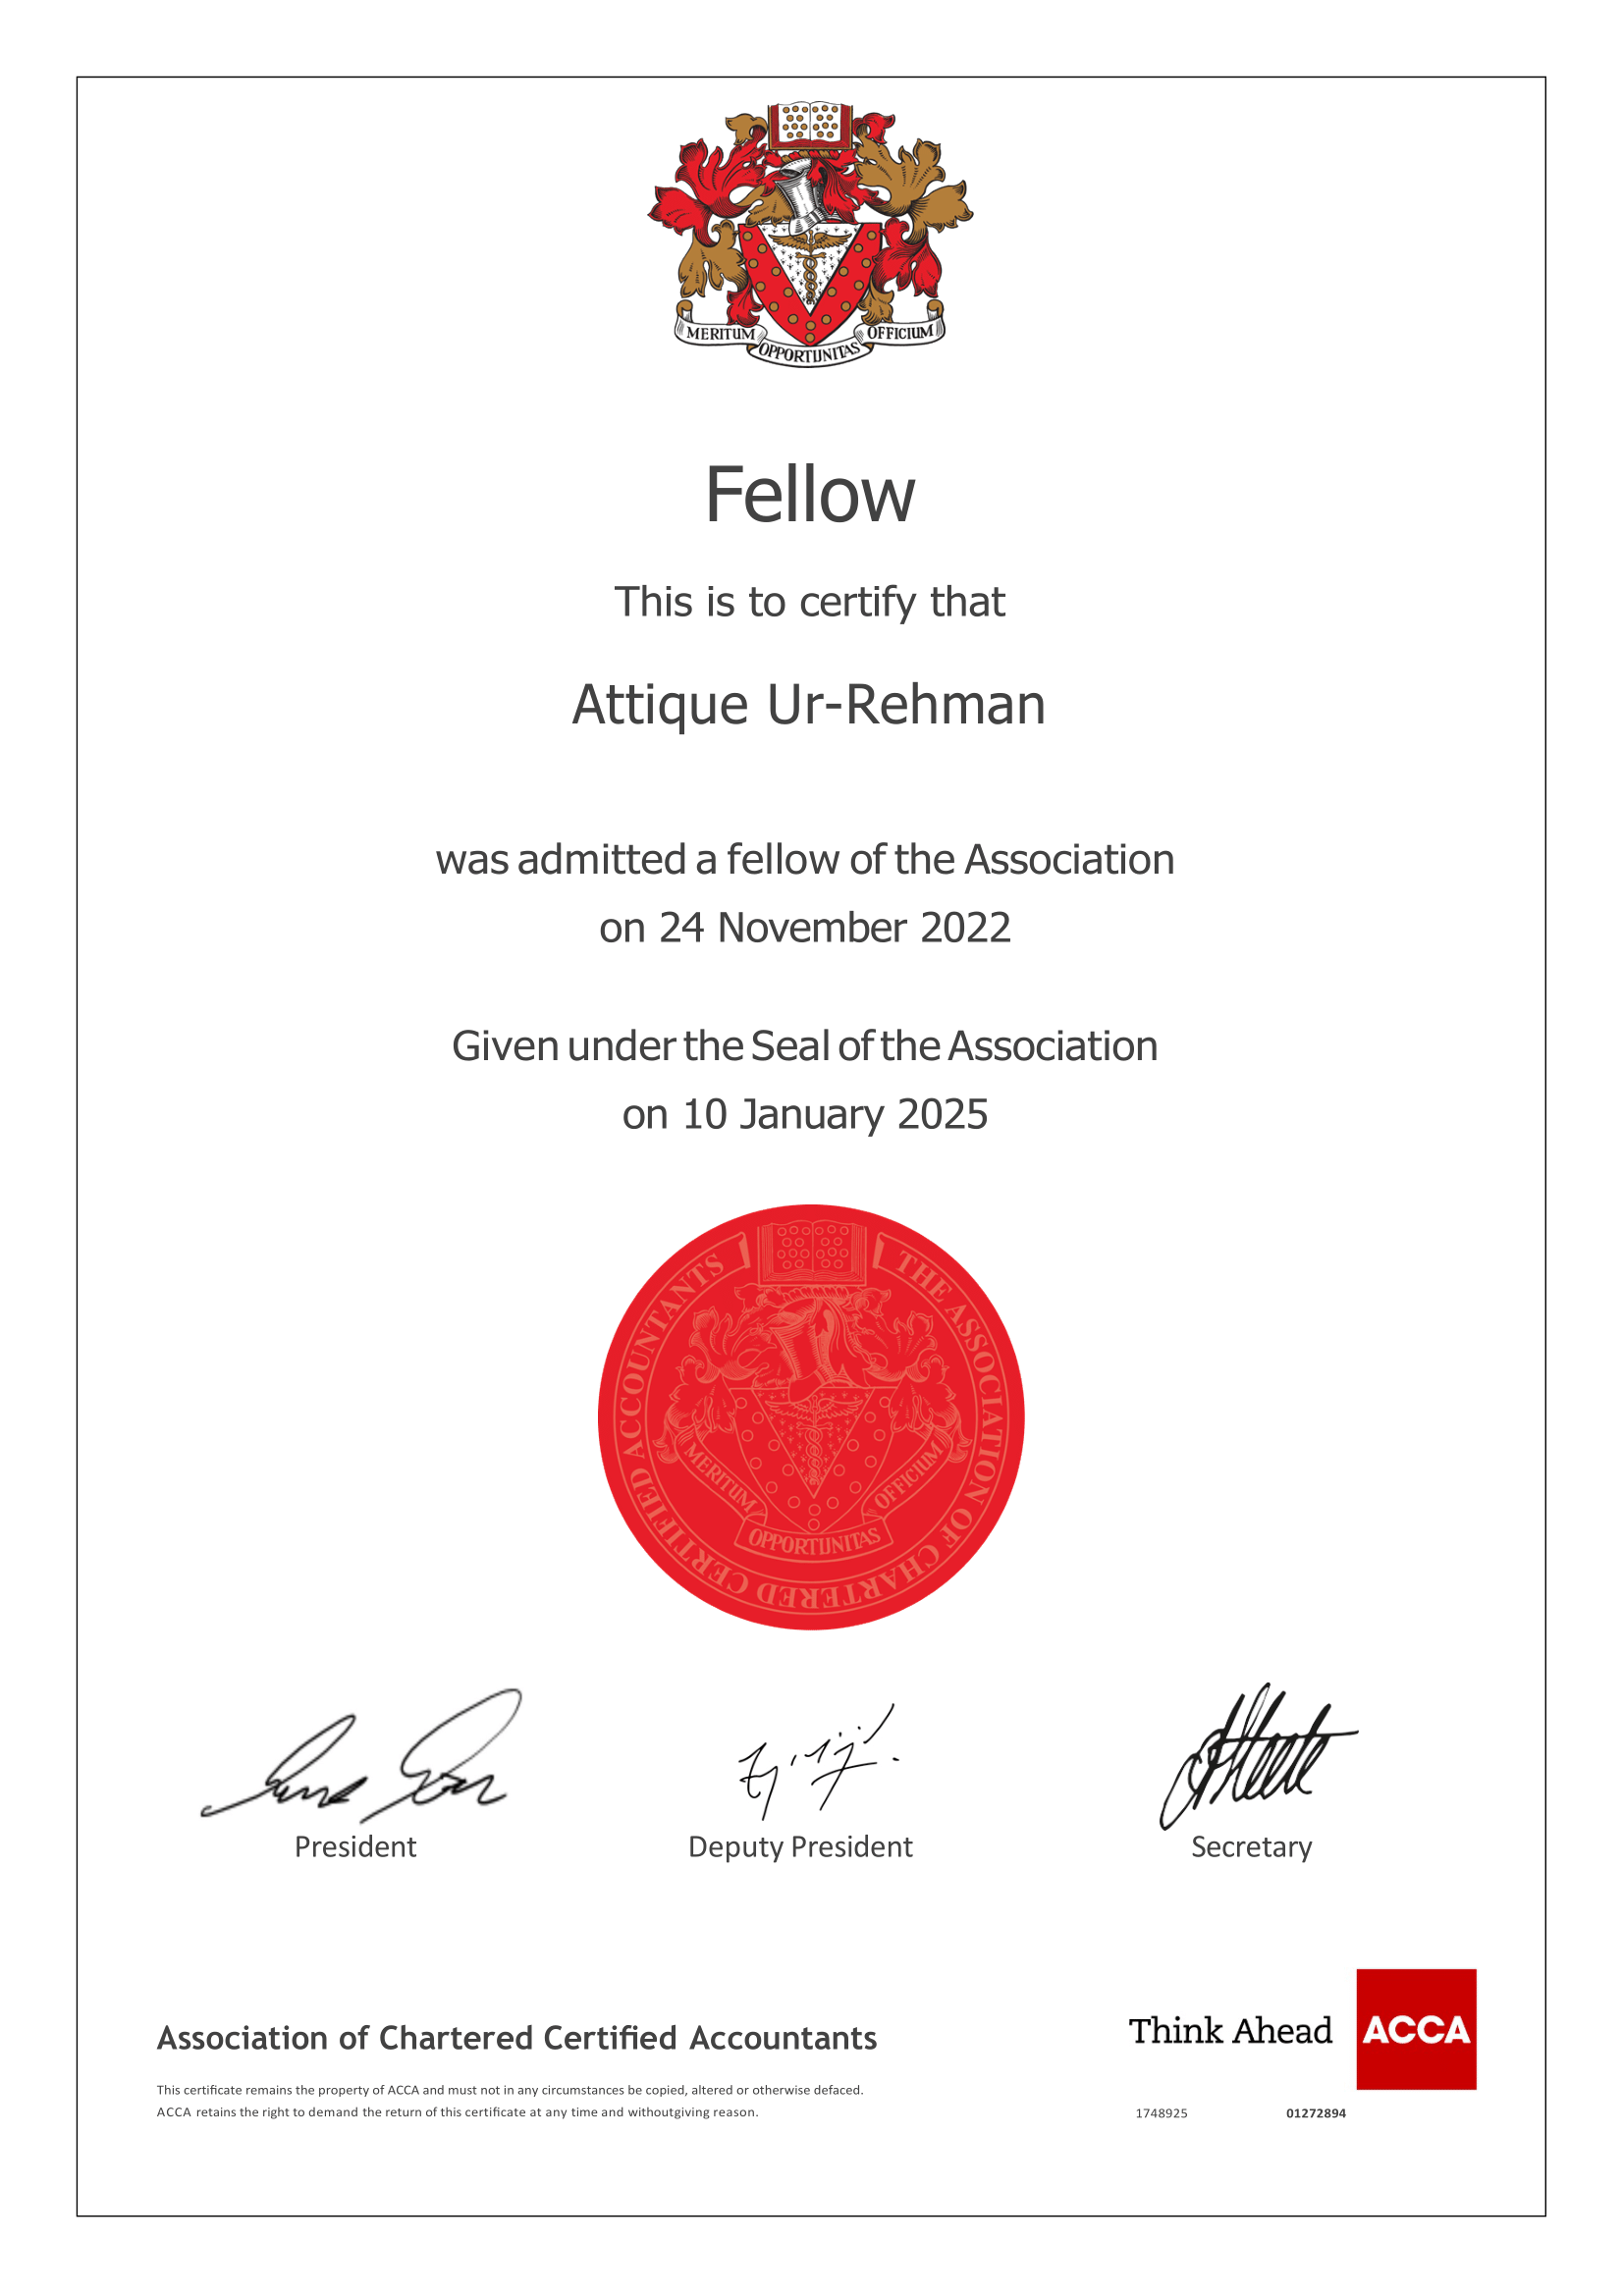 MERITUM OPPORTUNITAS OFFICIUM
Fellow
This is to certify that
Attique Ur-Rehman
was admitted a fellow of the Association
on 24 November 2022
Given under the Seal of the Association
on 10 January 2025
THE ASSOCIATION OF CHARTERED CERTIFIED ACCOUNTANTS
MERITUM OPPORTUNITAS OFFICIUM
President
Deputy President
Secretary
Association of Chartered Certified Accountants
Think Ahead
ACCA
This certificate remains the property of ACCA and must not in any circumstances be copied, altered or otherwise defaced.
ACCA retains the right to demand the return of this certificate at any time and withoutgiving reason.
1748925
01272894